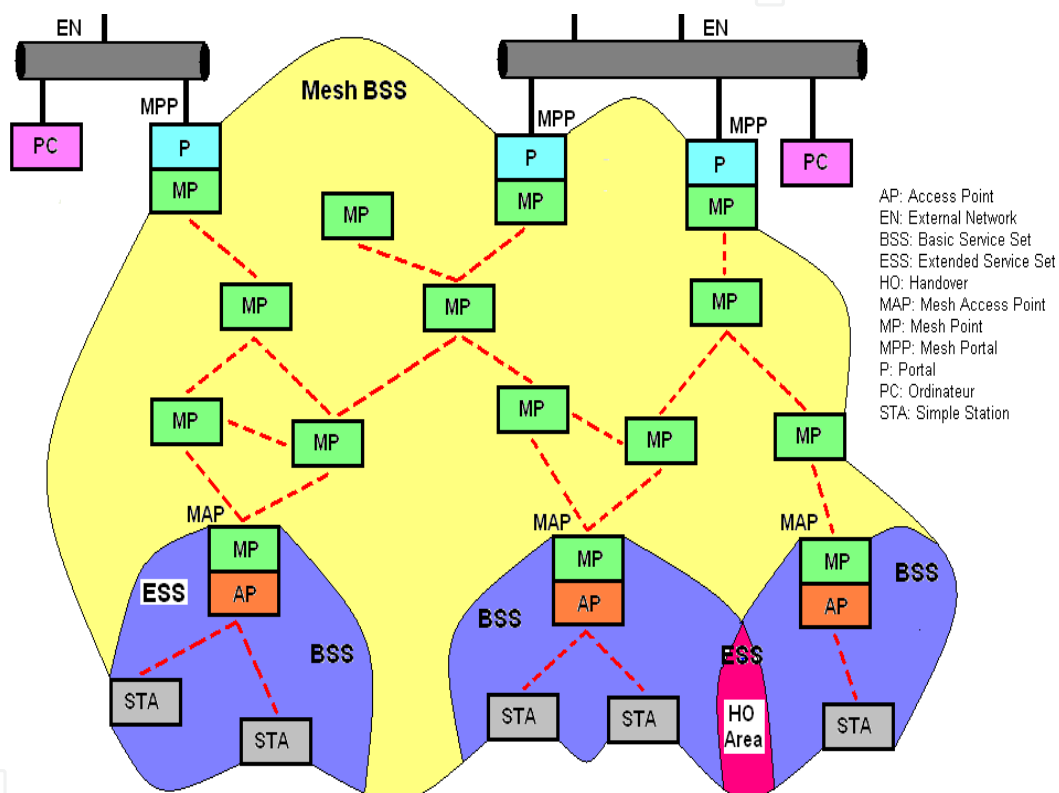 EN
EN
Mesh BSS
MPP
MPP
MPP
PC
P
P
P
PC
MP
MP
MP
MP
AP: Access Point
EN: External Network
BSS: Basic Service Set
ESS: Extended Service Set
HO: Handover
MAP: Mesh Access Point
MP: Mesh Point
MPP: Mesh Portal
P: Portal
PC: Ordinateur
STA: Simple Station
MP
MP
MP
MP
MP
MP
MP
MP
MAP
MAP
MAP
MP
MP
MP
AP
AP
AP
ESS
BSS
BSS
BSS
ESS
STA
STA
STA
STA
STA
HO
Area